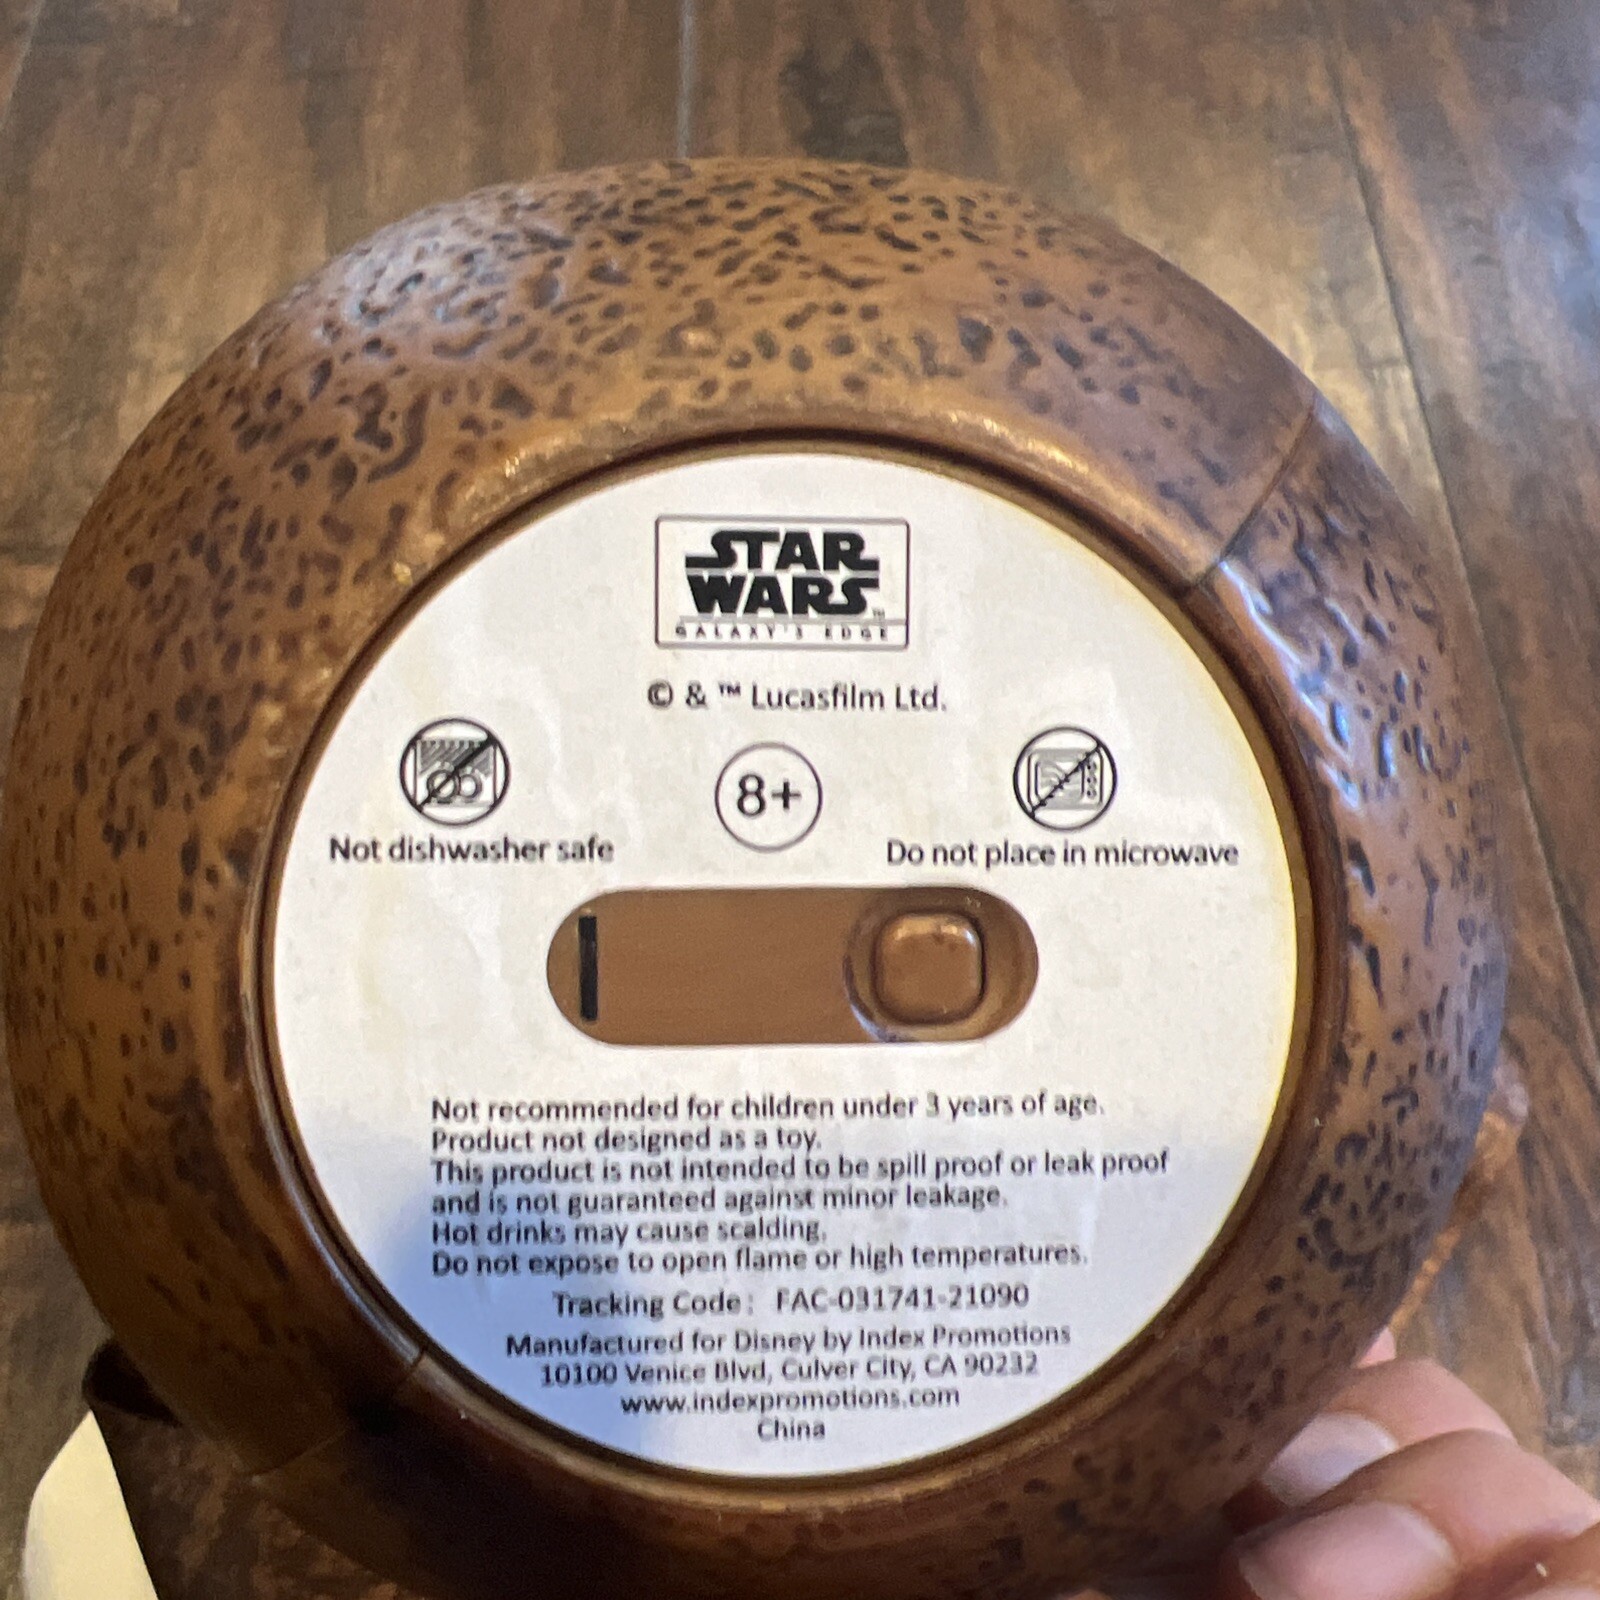 STAR
WARS™
GALAXY'S EDGE
© & ™ Lucasfilm Ltd.
8+
Not dishwasher safe
Do not place in microwave
Not recommended for children under 3 years of age.
Product not designed as a toy.
This product is not intended to be spill proof or leak proof
and is not guaranteed against minor leakage.
Hot drinks may cause scalding.
Do not expose to open flame or high temperatures.
Tracking Code: FAC-031741-21090
Manufactured for Disney by Index Promotions
10100 Venice Blvd, Culver City, CA 90232
www.indexpromotions.com
China